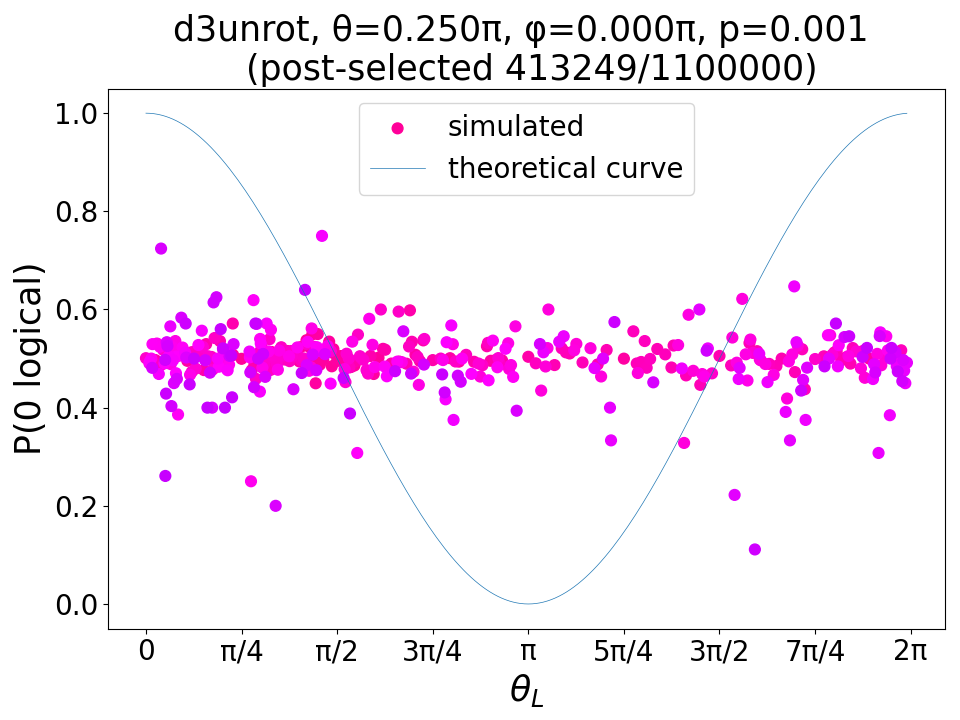 d3unrot, θ=0.250π, φ=0.000π, p=0.001
(post-selected 413249/1100000)
simulated
theoretical curve
P(0 logical)
1.0
0.8
0.6
0.4
0.2
0.0
0 π/4 π/2 3π/4 π 5π/4 3π/2 7π/4 2π
θ_L